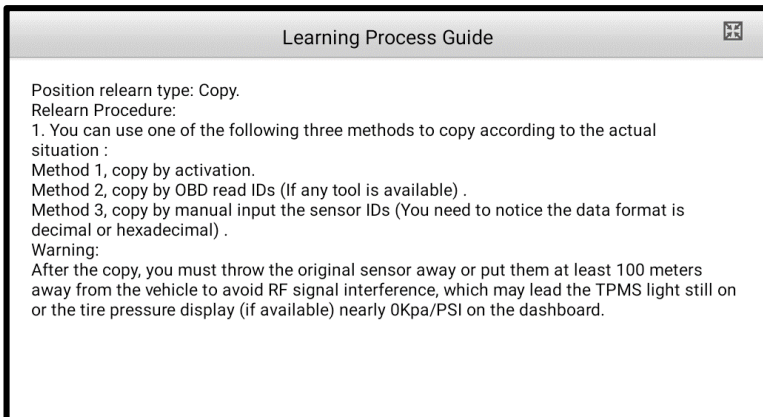 Learning Process Guide
Position relearn type: Copy.
Relearn Procedure:
1. You can use one of the following three methods to copy according to the actual
situation :
Method 1, copy by activation.
Method 2, copy by OBD read IDs (If any tool is available) .
Method 3, copy by manual input the sensor IDs (You need to notice the data format is
decimal or hexadecimal) .
Warning:
After the copy, you must throw the original sensor away or put them at least 100 meters
away from the vehicle to avoid RF signal interference, which may lead the TPMS light still on
or the tire pressure display (if available) nearly 0Kpa/PSI on the dashboard.